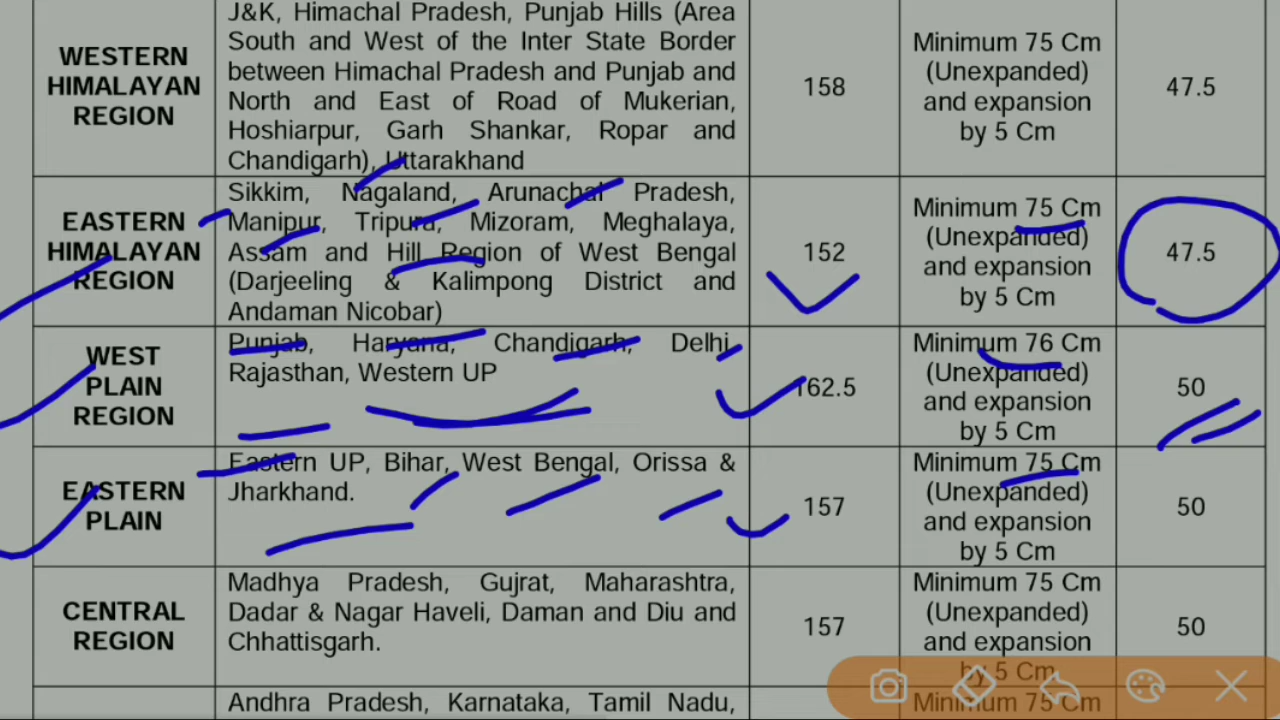 WESTERN
HIMALAYAN
REGION
J&K, Himachal Pradesh, Punjab Hills (Area
South and West of the Inter State Border
between Himachal Pradesh and Punjab and
North and East of Road of Mukerian,
Hoshiarpur, Garh Shankar, Ropar and
Chandigarh), Uttarakhand
158
Minimum 75 Cm
(Unexpanded)
and expansion
by 5 Cm
47.5
EASTERN
HIMALAYAN
REGION
Sikkim, Nagaland, Arunachal Pradesh,
Manipur, Tripura, Mizoram, Meghalaya,
Assam and Hill Region of West Bengal
(Darjeeling & Kalimpong District and
Andaman Nicobar)
152
Minimum 75 Cm
(Unexpanded)
and expansion
by 5 Cm
47.5
WEST
PLAIN
REGION
Punjab, Haryana, Chandigarh, Delhi,
Rajasthan, Western UP
162.5
Minimum 76 Cm
(Unexpanded)
and expansion
by 5 Cm
50
EASTERN
PLAIN
Eastern UP, Bihar, West Bengal, Orissa &
Jharkhand.
157
Minimum 75 Cm
(Unexpanded)
and expansion
by 5 Cm
50
CENTRAL
REGION
Madhya Pradesh, Gujrat, Maharashtra,
Dadar & Nagar Haveli, Daman and Diu and
Chhattisgarh.
157
Minimum 75 Cm
(Unexpanded)
and expansion
by 5 Cm
50
Andhra Pradesh, Karnataka, Tamil Nadu,
Minimum 75 Cm